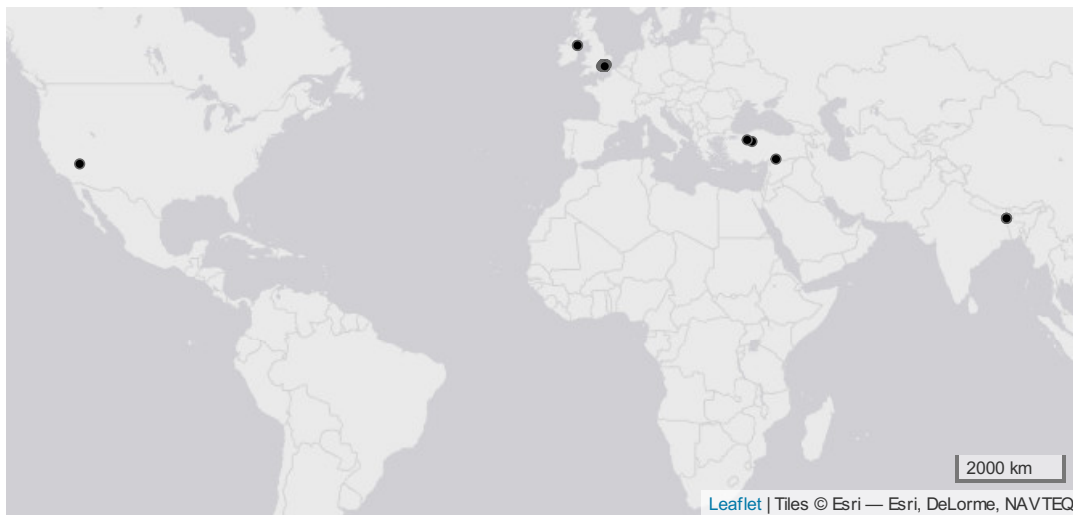 2000 km
Leaflet | Tiles © Esri — Esri, DeLorme, NAVTEQ